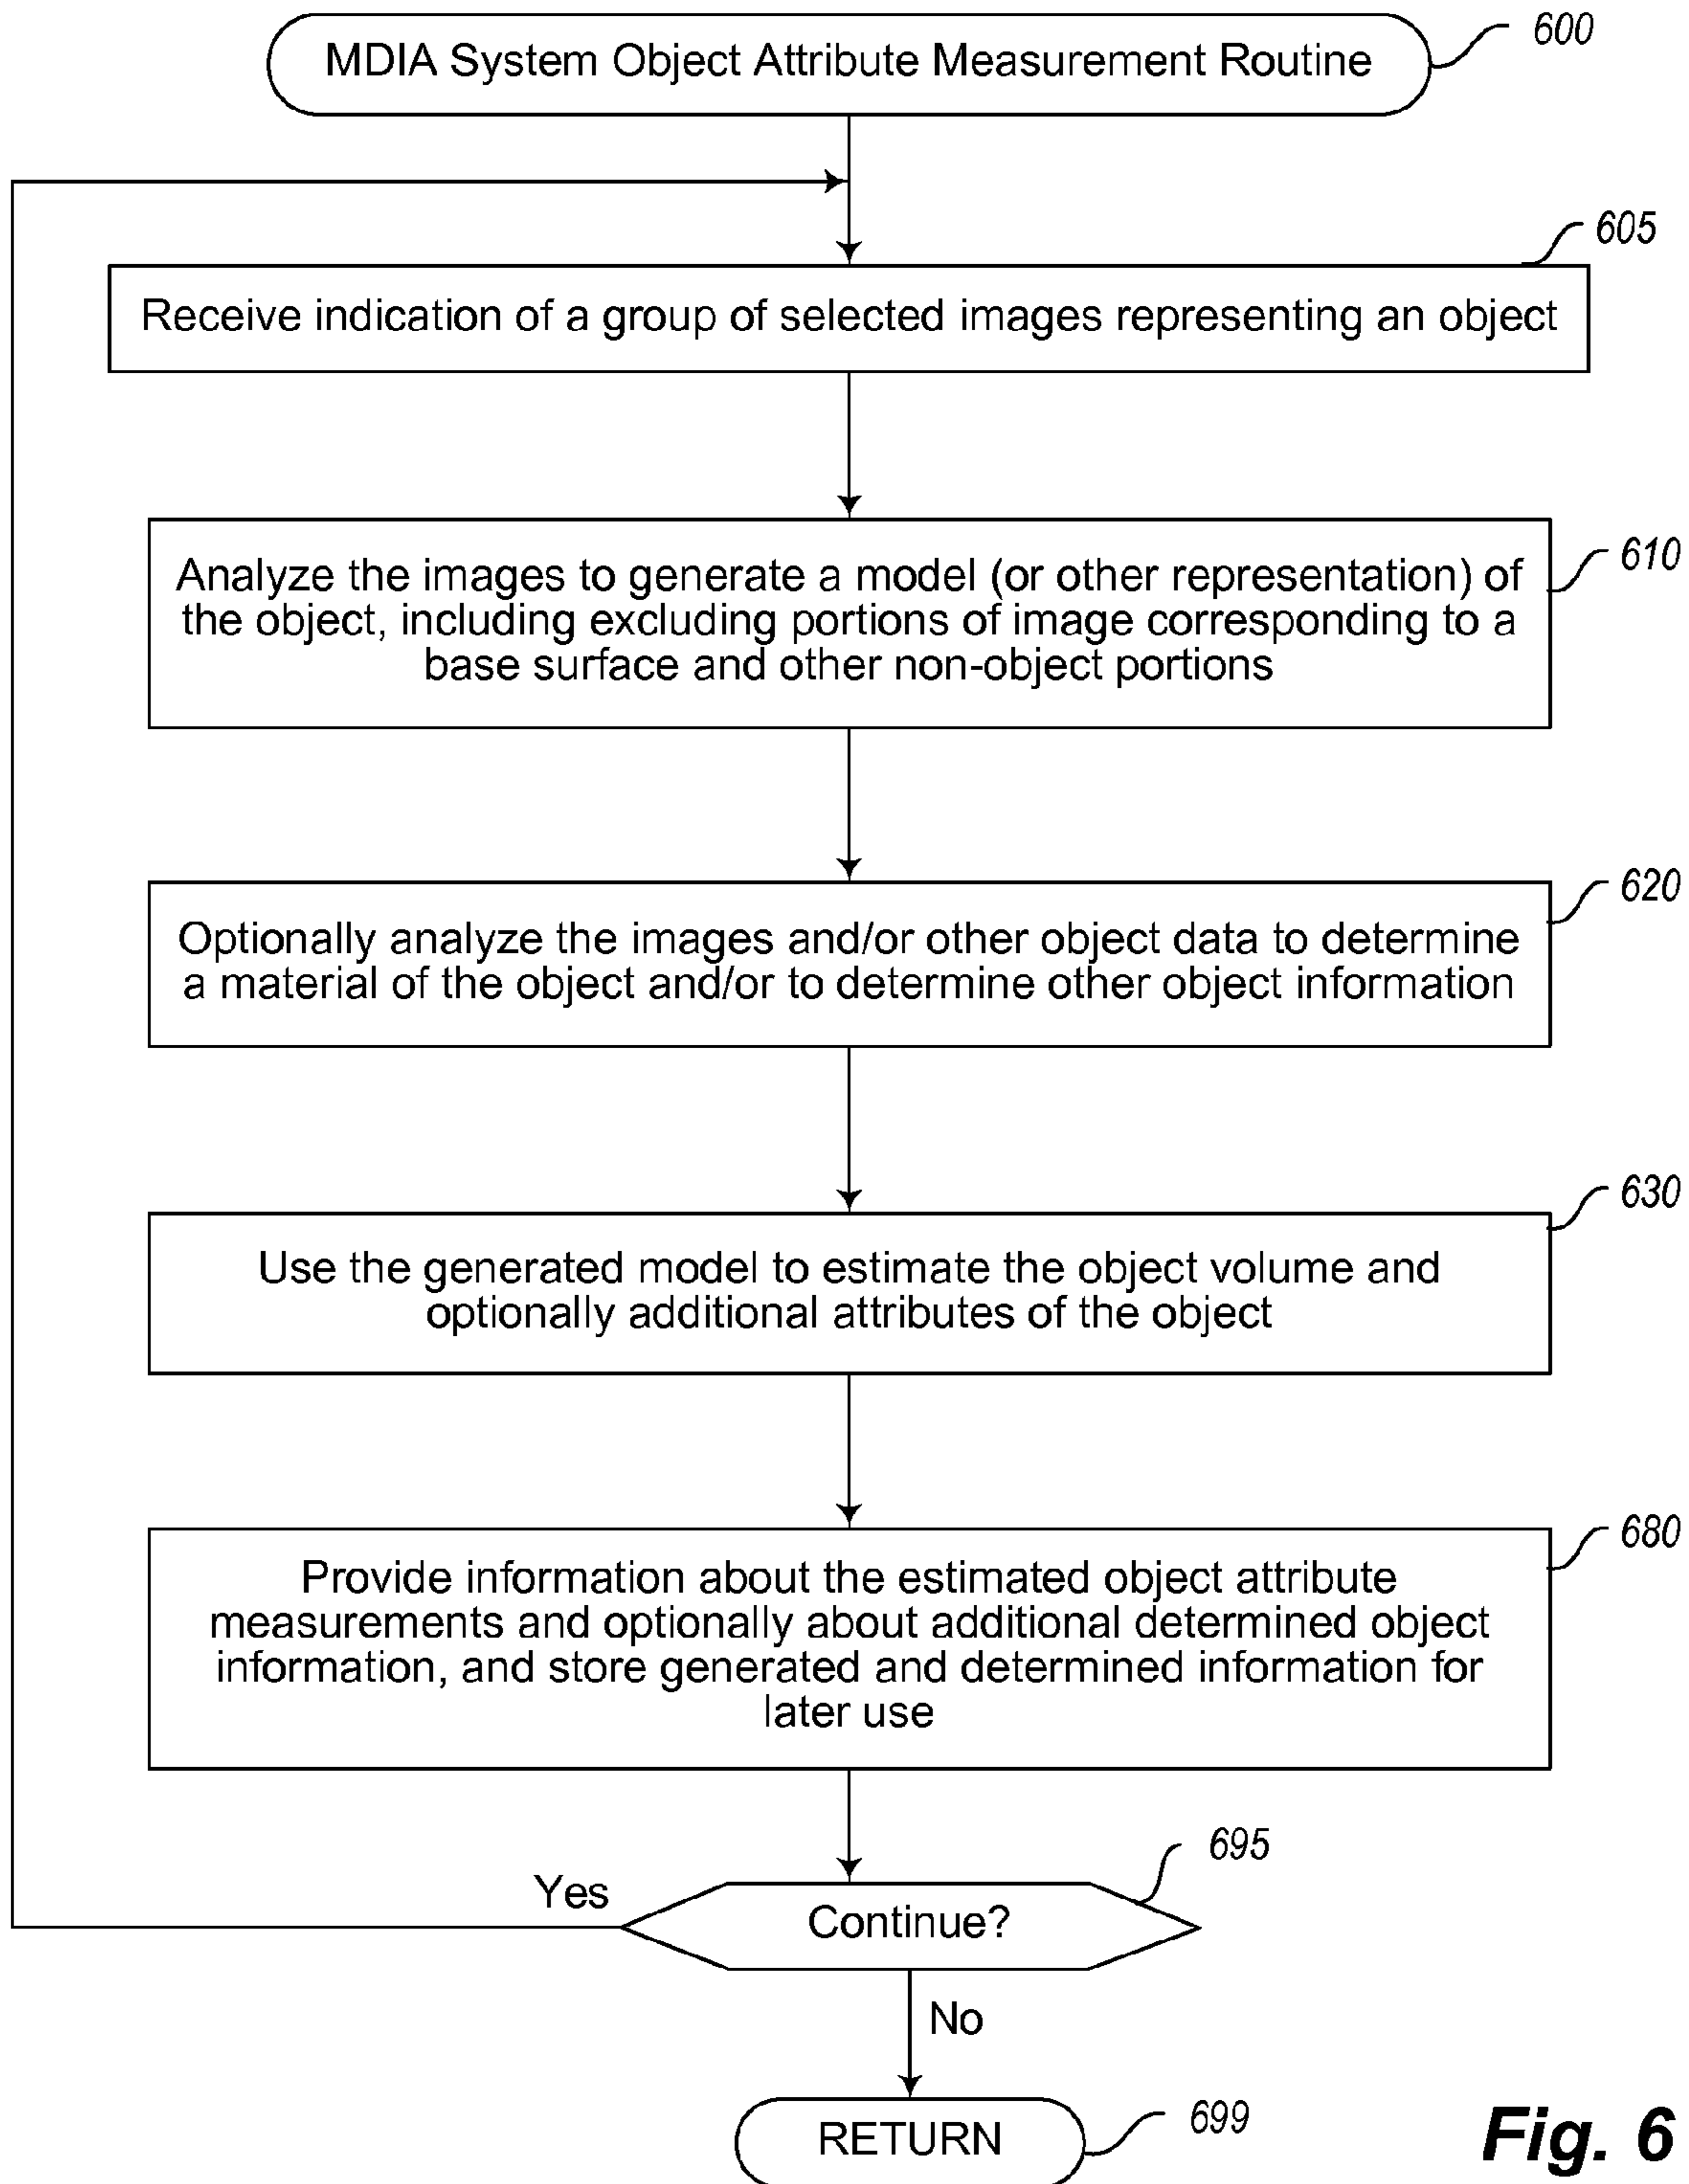 600
MDIA System Object Attribute Measurement Routine
605
Receive indication of a group of selected images representing an object
610
Analyze the images to generate a model (or other representation) of
the object, including excluding portions of image corresponding to a
base surface and other non-object portions
620
Optionally analyze the images and/or other object data to determine
a material of the object and/or to determine other object information
630
Use the generated model to estimate the object volume and
optionally additional attributes of the object
680
Provide information about the estimated object attribute
measurements and optionally about additional determined object
information, and store generated and determined information for
later use
695
Yes
Continue?
No
699
RETURN
Fig. 6